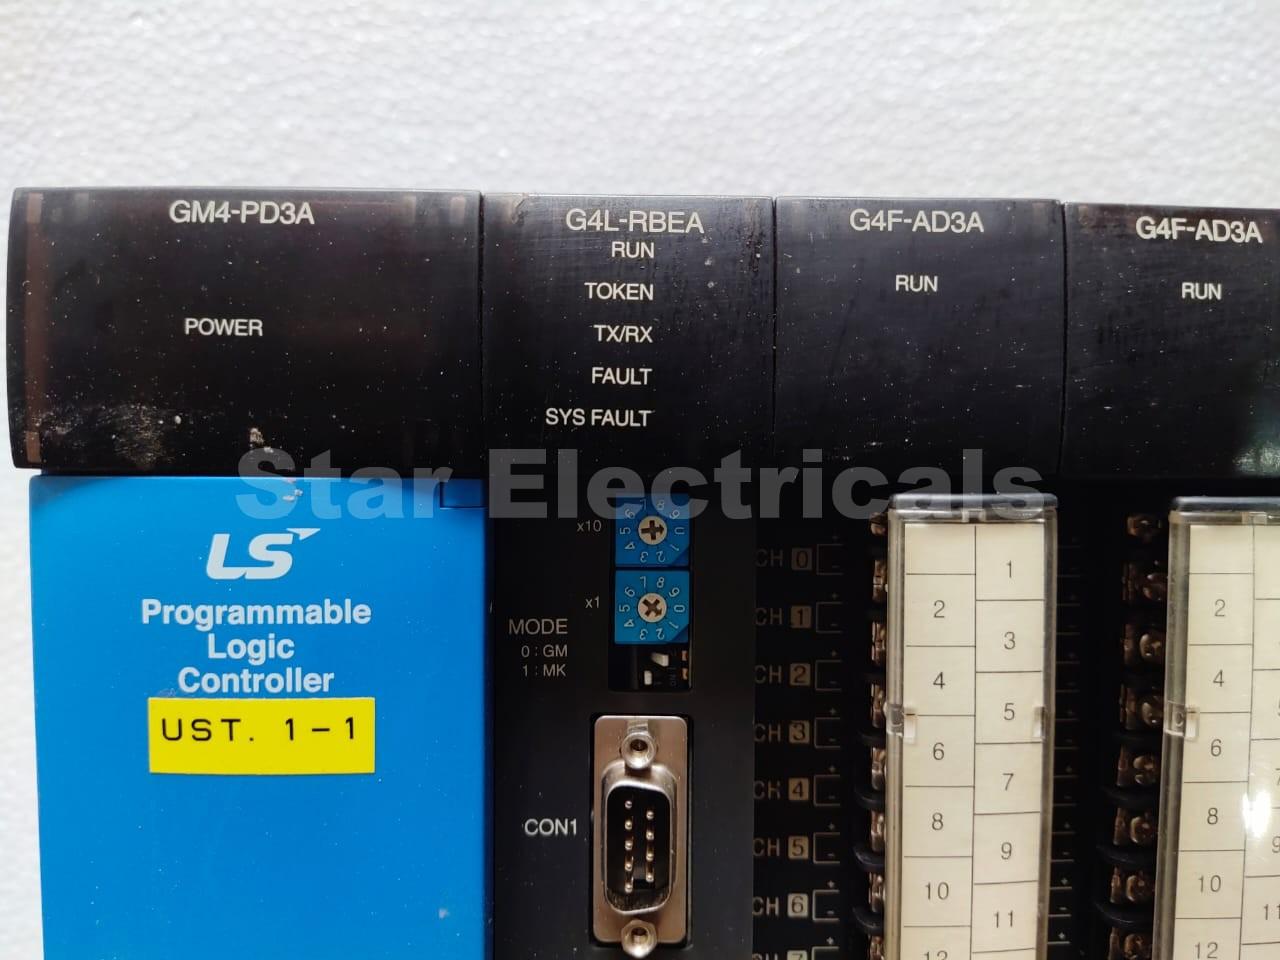 GM4-PD3A
POWER
G4L-RBEA
RUN
TOKEN
TX/RX
FAULT
SYS FAULT
G4F-AD3A
RUN
G4F-AD3A
RUN
Star Electricals
LS
Programmable
Logic
Controller
UST. 1-1
x10
x1
MODE
0 : GM
1 : MK
CON1
CH 0
CH 1
CH 2
CH 3
CH 4
CH 5
CH 6
1
2
3
4
5
6
7
8
9
10
11
12
2
4
6
8
10
11
12